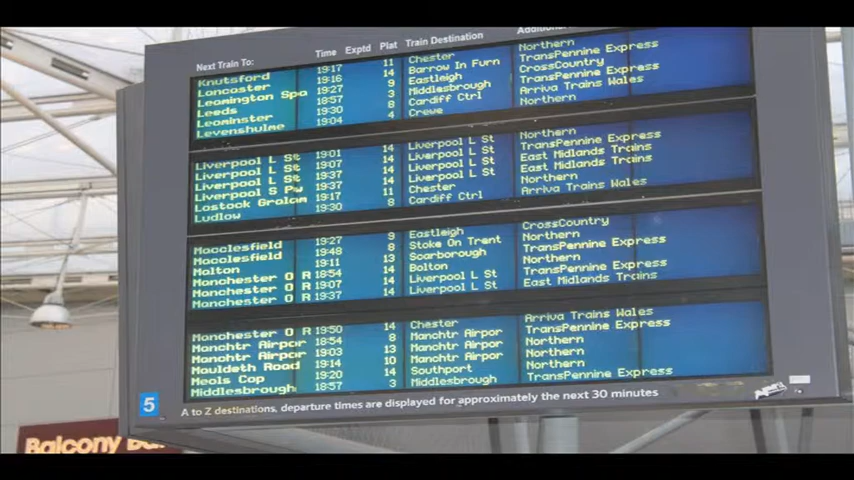 Next Train To: Time Exptd Plat Train Destination Additional
Knutsford 19:17 11 Chester Northern
Lancaster 19:16 14 Barrow In Furn TransPennine Express
Leamington Spa 19:27 9 Eastleigh CrossCountry
Leeds 18:57 3 Middlesbrough TransPennine Express
Leominster 19:30 8 Cardiff Ctrl Arriva Trains Wales
Levenshulme 19:04 4 Crewe Northern
Liverpool L St 19:01 14 Liverpool L St Northern
Liverpool L St 19:07 14 Liverpool L St TransPennine Express
Liverpool L St 19:37 14 Liverpool L St East Midlands Trains
Liverpool S Pw 19:37 14 Liverpool L St East Midlands Trains
Lostock Gralam 19:17 11 Chester Northern
Ludlow 19:30 8 Cardiff Ctrl Arriva Trains Wales
Macclesfield 19:27 9 Eastleigh CrossCountry
Macclesfield 19:48 8 Stoke On Trent Northern
Malton 19:11 13 Scarborough TransPennine Express
Manchester O R 18:54 14 Bolton Northern
Manchester O R 19:07 14 Liverpool L St TransPennine Express
Manchester O R 19:37 14 Liverpool L St East Midlands Trains
Manchester O R 19:50 14 Chester Arriva Trains Wales
Manchtr Airpor 18:54 8 Manchtr Airpor TransPennine Express
Manchtr Airpor 19:03 13 Manchtr Airpor Northern
Mauldeth Road 19:14 10 Manchtr Airpor Northern
Meols Cop 19:20 14 Southport Northern
Middlesbrough 18:57 3 Middlesbrough TransPennine Express
5 A to Z destinations, departure times are displayed for approximately the next 30 minutes
Balcony